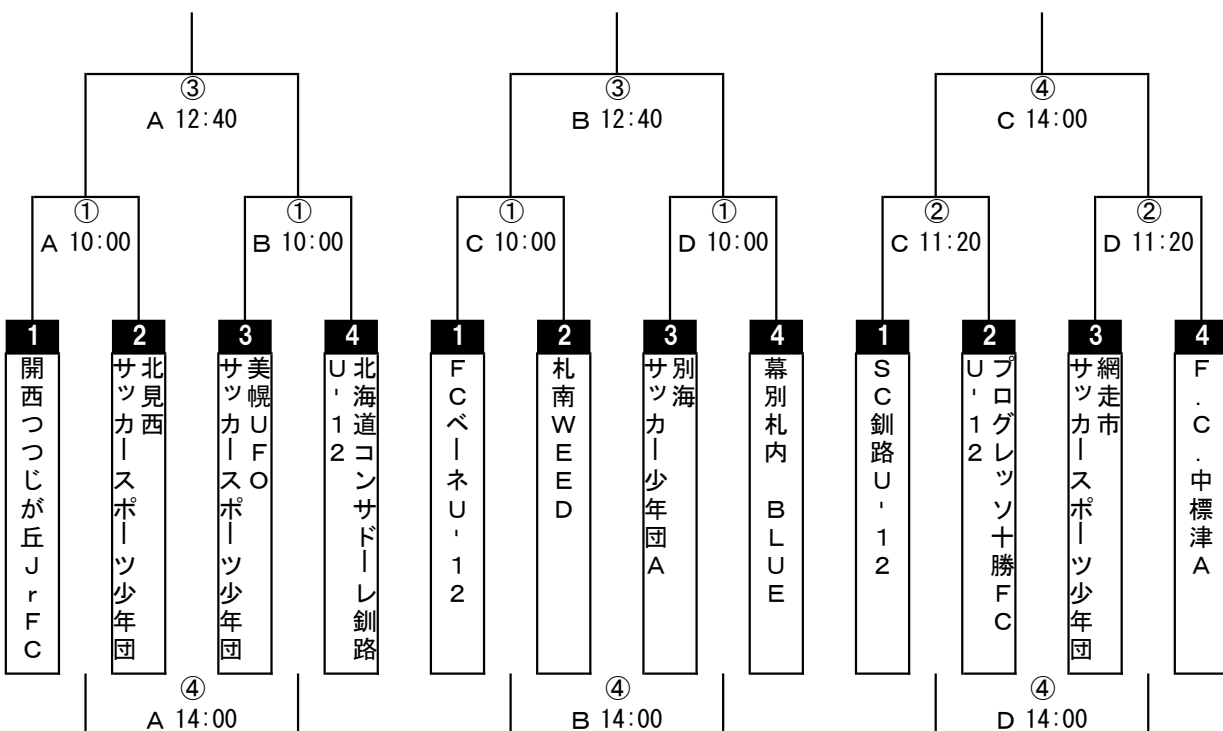 ③ ③ ④
A 12:40 B 12:40 C 14:00
① ① ① ① ② ②
A 10:00 B 10:00 C 10:00 D 10:00 C 11:20 D 11:20
1 2 3 4 1 2 3 4 1 2 3 4
開西つつじが丘JrFC
北見西
サッカースポーツ少年団
美幌UFO
サッカースポーツ少年団
北海道コンサドーレ釧路
U'12
FCベーネU'12
札南WEED
別海
サッカー少年団A
幕別札内 BLUE
SC釧路U'12
プログレッソ十勝FC
U'12
網走市
サッカースポーツ少年団
F.C.中標津A
④ ④ ④
A 14:00 B 14:00 D 14:00